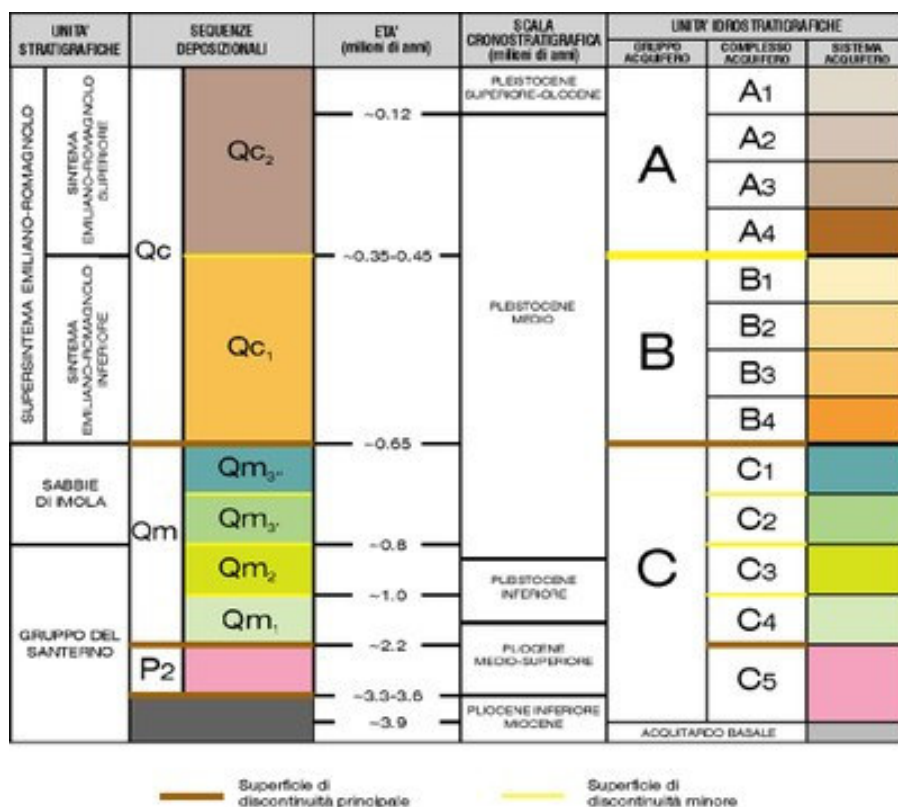 UNITA' STRATIGRAFICHE
SEQUENZE DEPOSIZIONALI
ETA' (milioni di anni)
SCALA CRONOSTRATIGRAFICA (milioni di anni)
UNITA' IDROSTRATIGRAFICHE
GRUPPO ACQUIFERO
COMPLESSO ACQUIFERO
SISTEMA ACQUIFERO
SUPERSINTEMA EMILIANO-ROMAGNOLO
SINTEMA EMILIANO-ROMAGNOLO SUPERIORE
SINTEMA EMILIANO-ROMAGNOLO INFERIORE
SABBIE DI IMOLA
GRUPPO DEL SANTERNO
Qc
Qc2
Qc1
Qm
Qm3''
Qm3'
Qm2
Qm1
P2
~0.12
~0.35-0.45
~0.65
~0.8
~1.0
~2.2
~3.3-3.6
~3.9
PLEISTOCENE SUPERIORE-OLOCENE
PLEISTOCENE MEDIO
PLEISTOCENE INFERIORE
PLIOCENE MEDIO-SUPERIORE
PLIOCENE INFERIORE MIOCENE
A
A1
A2
A3
A4
B
B1
B2
B3
B4
C
C1
C2
C3
C4
C5
ACQUITARDO BASALE
Superficie di discontinuità principale
Superficie di discontinuità minore